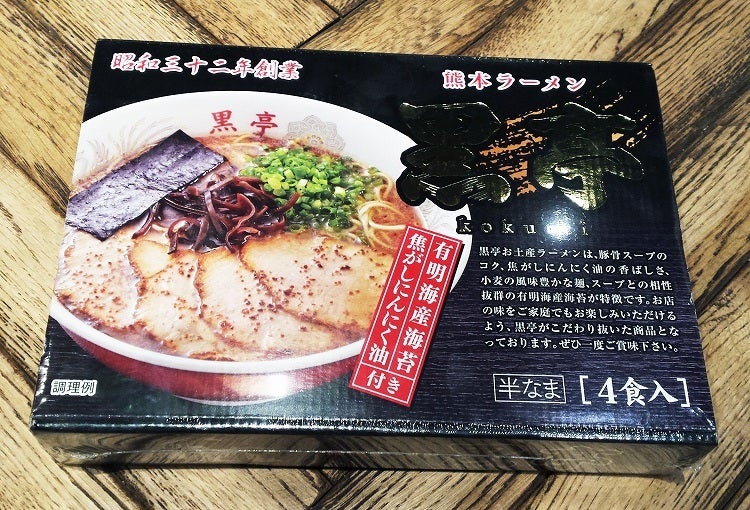 昭和三十二年創業
熊本ラーメン
黒亭
黒亭
黒亭お土産ラーメンは、豚骨スープの
コク、焦がしにんにく油の香ばしさ、
小麦の風味豊かな麺、スープとの相性
抜群の有明海産海苔が特徴です。お店
の味をご家庭でもお楽しみいただける
よう、黒亭がこだわり抜いた商品とな
っております。ぜひ一度ご賞味下さい。
有明海産海苔
焦がしにんにく油
付き
調理例
半なま
[4食入]